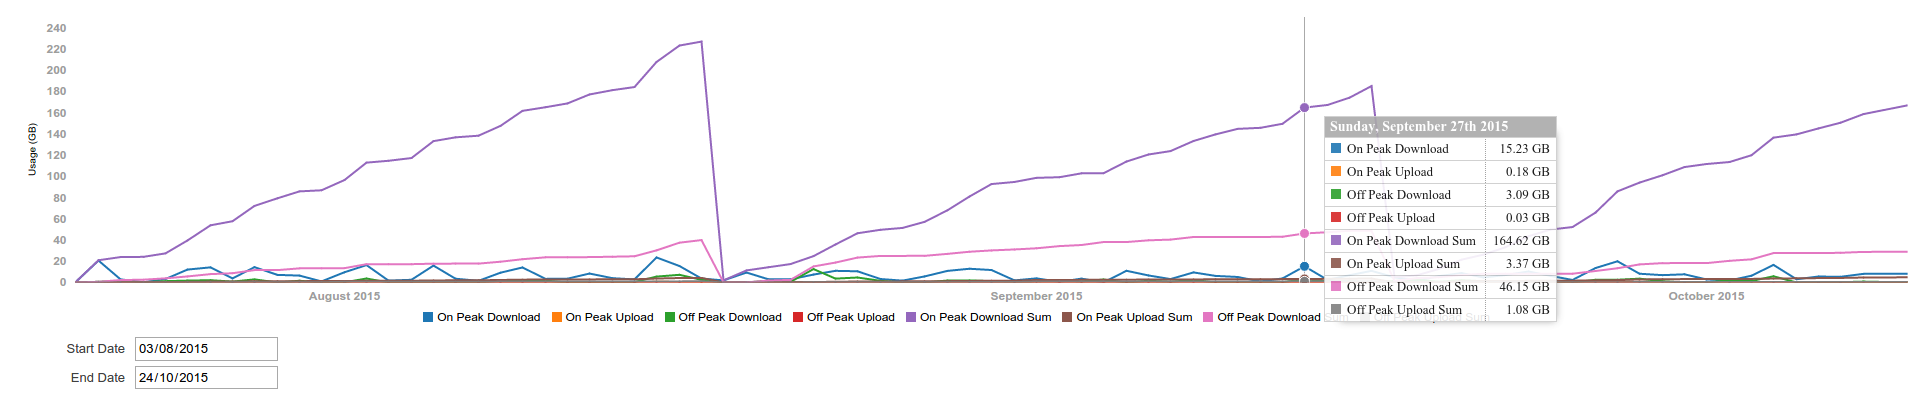 240
220
200
180
160
140
120
100
80
60
40
20
0
Usage (GB)
August 2015
September 2015
October 2015
Sunday, September 27th 2015
On Peak Download 15.23 GB
On Peak Upload 0.18 GB
Off Peak Download 3.09 GB
Off Peak Upload 0.03 GB
On Peak Download Sum 164.62 GB
On Peak Upload Sum 3.37 GB
Off Peak Download Sum 46.15 GB
Off Peak Upload Sum 1.08 GB
On Peak Download On Peak Upload Off Peak Download Off Peak Upload On Peak Download Sum On Peak Upload Sum Off Peak Download Sum Off Peak Upload Sum
Start Date 03/08/2015
End Date 24/10/2015